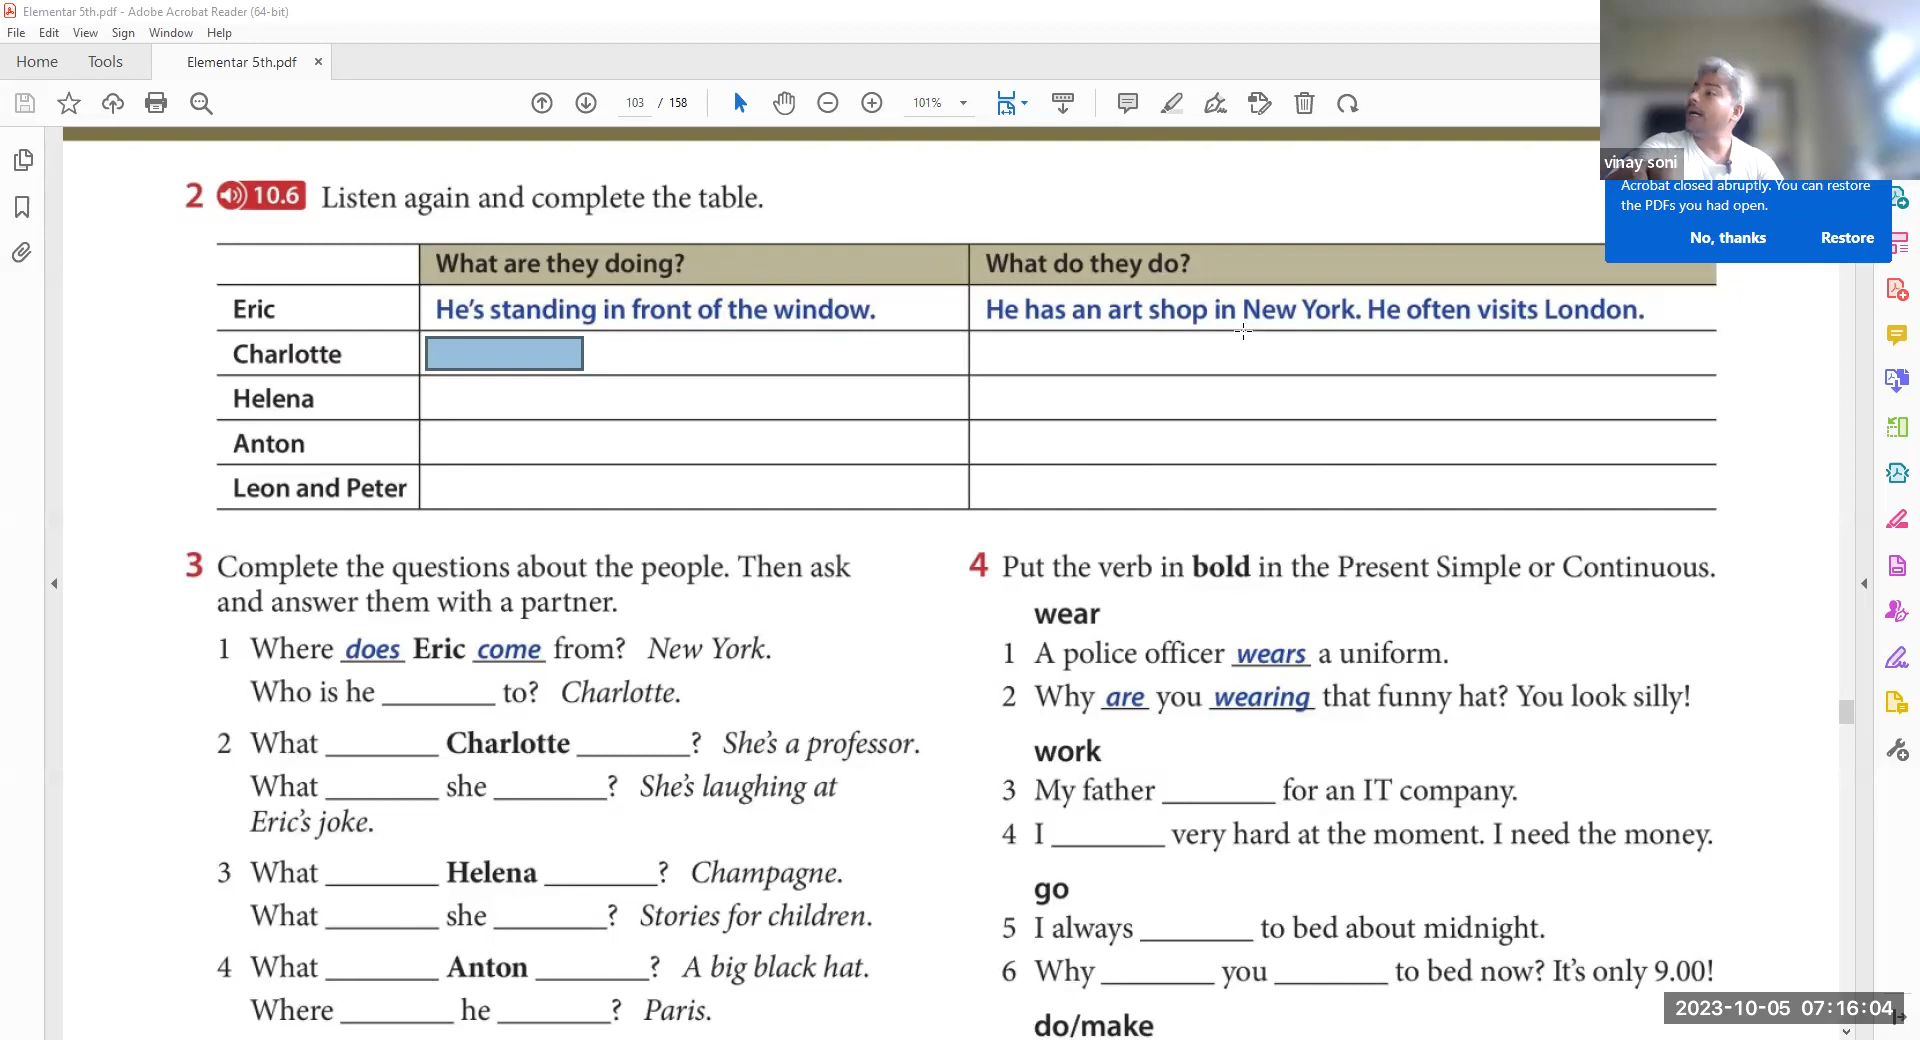 Elementar 5th.pdf - Adobe Acrobat Reader (64-bit)
File Edit View Sign Window Help
Home Tools Elementar 5th.pdf ×
103 / 158 101%
vinay soni
Acrobat closed abruptly. You can restore
the PDFs you had open.
No, thanks Restore
2 10.6 Listen again and complete the table.
What are they doing? What do they do?
Eric He's standing in front of the window. He has an art shop in New York. He often visits London.
Charlotte
Helena
Anton
Leon and Peter
3 Complete the questions about the people. Then ask
and answer them with a partner.
1 Where does Eric come from? New York.
Who is he ________ to? Charlotte.
2 What ________ Charlotte ________? She's a professor.
What ________ she ________? She's laughing at
Eric's joke.
3 What ________ Helena ________? Champagne.
What ________ she ________? Stories for children.
4 What ________ Anton ________? A big black hat.
Where ________ he ________? Paris.
4 Put the verb in bold in the Present Simple or Continuous.
wear
1 A police officer wears a uniform.
2 Why are you wearing that funny hat? You look silly!
work
3 My father ________ for an IT company.
4 I ________ very hard at the moment. I need the money.
go
5 I always ________ to bed about midnight.
6 Why ________ you ________ to bed now? It's only 9.00!
do/make
2023-10-05 07:16:04